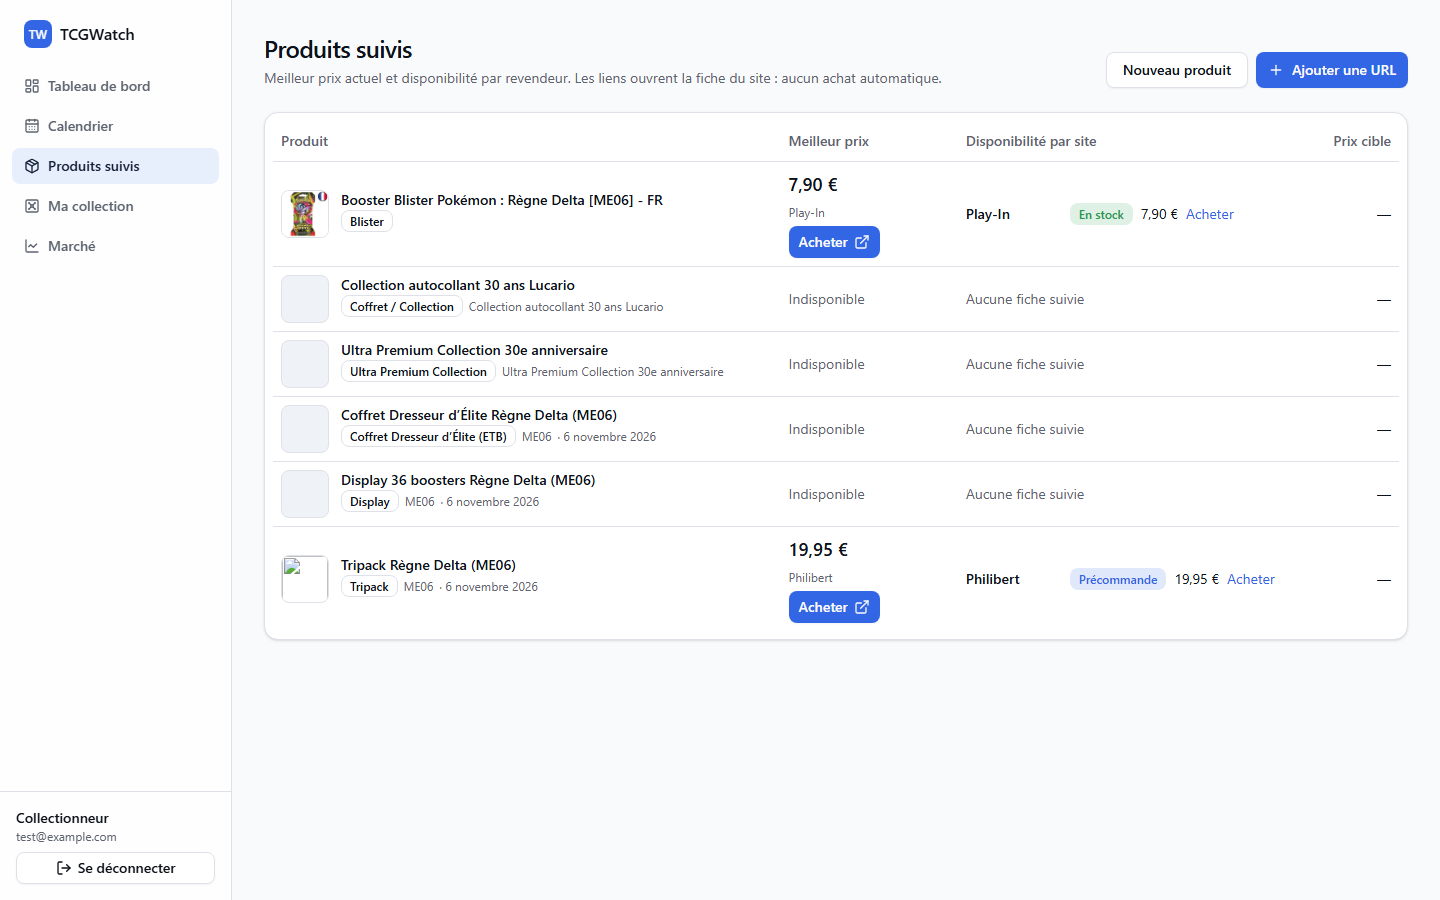 TW TCGWatch
Tableau de bord
Calendrier
Produits suivis
Ma collection
Marché
Collectionneur
test@example.com
Se déconnecter
Produits suivis
Meilleur prix actuel et disponibilité par revendeur. Les liens ouvrent la fiche du site : aucun achat automatique.
Nouveau produit
+ Ajouter une URL
Produit Meilleur prix Disponibilité par site Prix cible
Booster Blister Pokémon : Règne Delta [ME06] - FR
Blister
7,90 €
Play-In
Acheter
Play-In En stock 7,90 € Acheter
—
Collection autocollant 30 ans Lucario
Coffret / Collection Collection autocollant 30 ans Lucario
Indisponible
Aucune fiche suivie
—
Ultra Premium Collection 30e anniversaire
Ultra Premium Collection Ultra Premium Collection 30e anniversaire
Indisponible
Aucune fiche suivie
—
Coffret Dresseur d’Élite Règne Delta (ME06)
Coffret Dresseur d’Élite (ETB) ME06 · 6 novembre 2026
Indisponible
Aucune fiche suivie
—
Display 36 boosters Règne Delta (ME06)
Display ME06 · 6 novembre 2026
Indisponible
Aucune fiche suivie
—
Tripack Règne Delta (ME06)
Tripack ME06 · 6 novembre 2026
19,95 €
Philibert
Acheter
Philibert Précommande 19,95 € Acheter
—